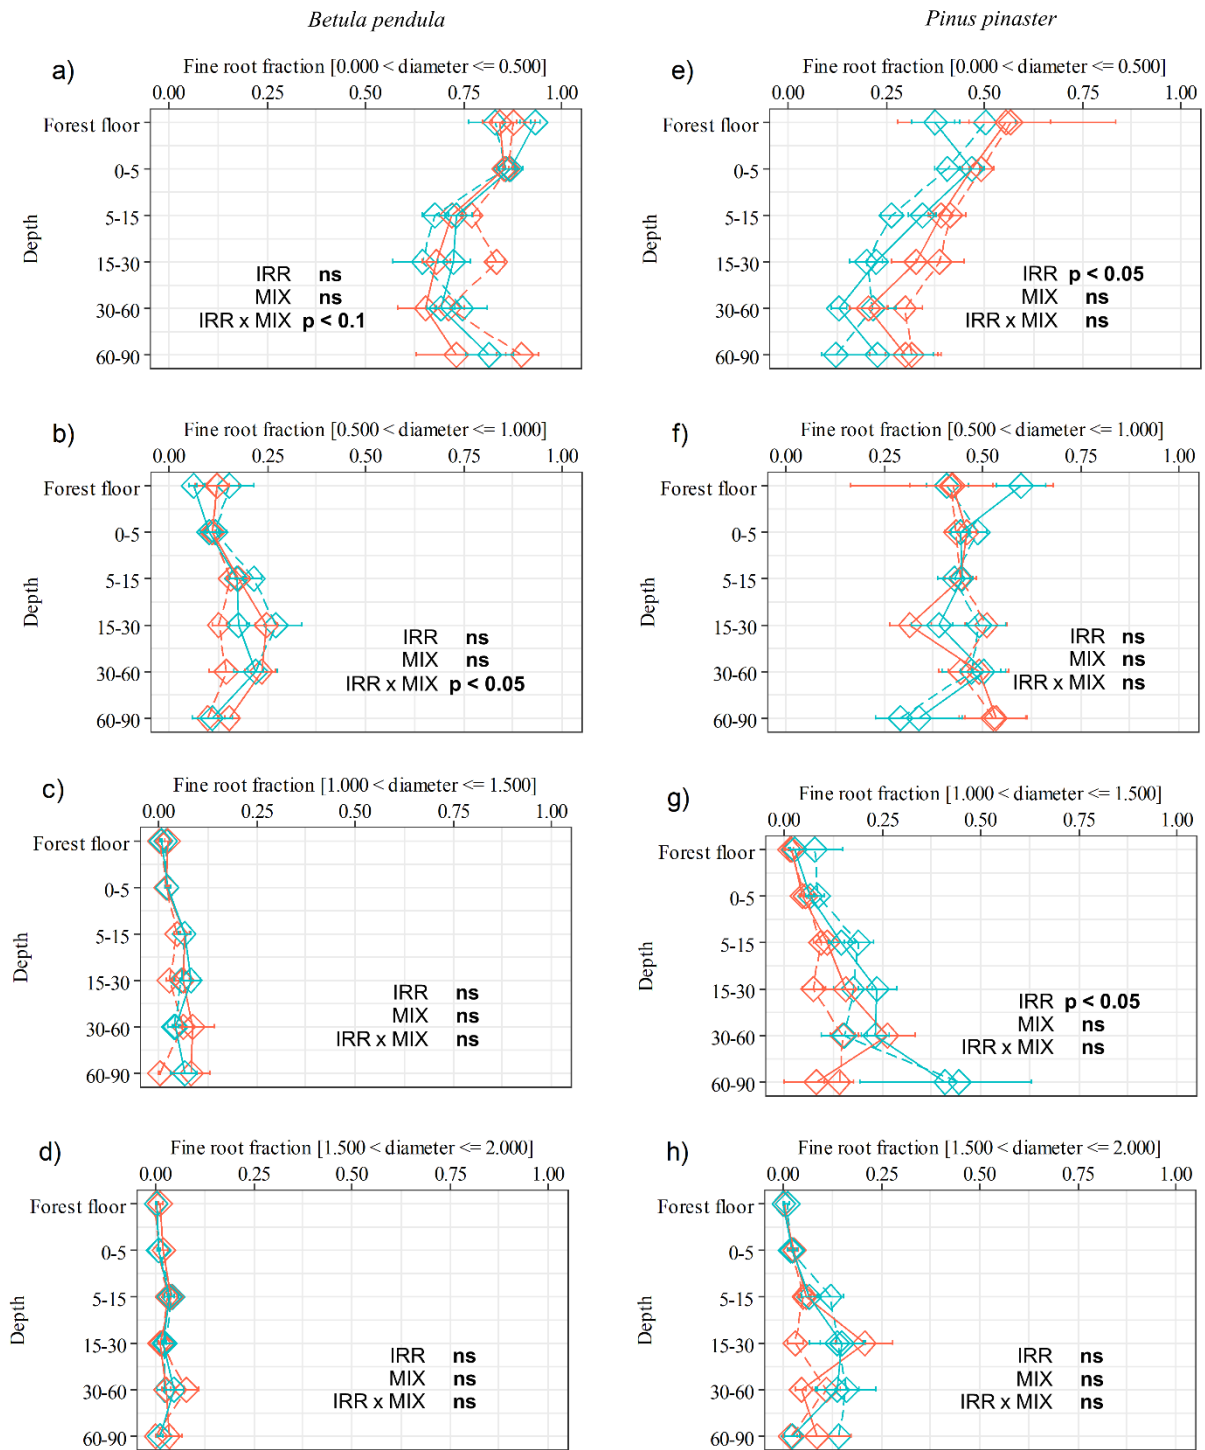 Betula pendula
Pinus pinaster
a)
Fine root fraction [0.000 < diameter <= 0.500]
0.00 0.25 0.50 0.75 1.00
Forest floor
0-5
5-15
15-30
30-60
60-90
Depth
IRR ns
MIX ns
IRR x MIX p < 0.1
e)
Fine root fraction [0.000 < diameter <= 0.500]
0.00 0.25 0.50 0.75 1.00
Forest floor
0-5
5-15
15-30
30-60
60-90
Depth
IRR p < 0.05
MIX ns
IRR x MIX ns
b)
Fine root fraction [0.500 < diameter <= 1.000]
0.00 0.25 0.50 0.75 1.00
Forest floor
0-5
5-15
15-30
30-60
60-90
Depth
IRR ns
MIX ns
IRR x MIX p < 0.05
f)
Fine root fraction [0.500 < diameter <= 1.000]
0.00 0.25 0.50 0.75 1.00
Forest floor
0-5
5-15
15-30
30-60
60-90
Depth
IRR ns
MIX ns
IRR x MIX ns
c)
Fine root fraction [1.000 < diameter <= 1.500]
0.00 0.25 0.50 0.75 1.00
Forest floor
0-5
5-15
15-30
30-60
60-90
Depth
IRR ns
MIX ns
IRR x MIX ns
g)
Fine root fraction [1.000 < diameter <= 1.500]
0.00 0.25 0.50 0.75 1.00
Forest floor
0-5
5-15
15-30
30-60
60-90
Depth
IRR p < 0.05
MIX ns
IRR x MIX ns
d)
Fine root fraction [1.500 < diameter <= 2.000]
0.00 0.25 0.50 0.75 1.00
Forest floor
0-5
5-15
15-30
30-60
60-90
Depth
IRR ns
MIX ns
IRR x MIX ns
h)
Fine root fraction [1.500 < diameter <= 2.000]
0.00 0.25 0.50 0.75 1.00
Forest floor
0-5
5-15
15-30
30-60
60-90
Depth
IRR ns
MIX ns
IRR x MIX ns